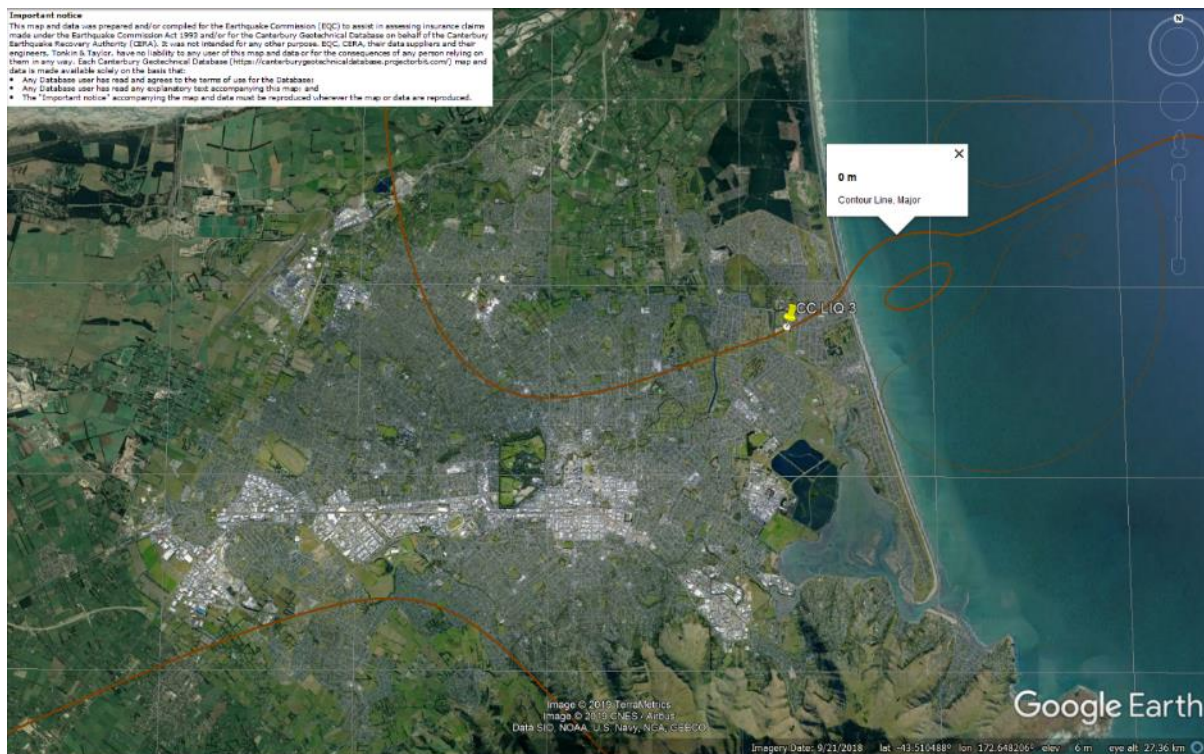 Important notice
This map and data was prepared and/or compiled for the Earthquake Commission (EQC) to assist in assessing insurance claims
made under the Earthquake Commission Act 1993 and/or for the Canterbury Geotechnical Database on behalf of the Canterbury
Earthquake Recovery Authority (CERA). It was not intended for any other purpose. EQC, CERA, their data suppliers and their
engineers, Tonkin & Taylor, have no liability to any user of this map and data or for the consequences of any person relying on
them in any way. Each Canterbury Geotechnical Database (https://canterburygeotechnicaldatabase.projectorbit.com/) map and
data is made available solely on the basis that:
• Any Database user has read and agrees to the terms of use for the Database;
• Any Database user has read any explanatory text accompanying this map; and
• The "Important notice" accompanying the map and data must be reproduced wherever the map or data are reproduced.
N
0 m
Contour Line, Major
CC LIQ 3
Image © 2019 TerraMetrics
Image © 2019 CNES / Airbus
Data SIO, NOAA, U.S. Navy, NGA, GEBCO
Google Earth
Imagery Date: 9/21/2018 lat -43.510488° lon 172.648206° elev 6 m eye alt 27.36 km